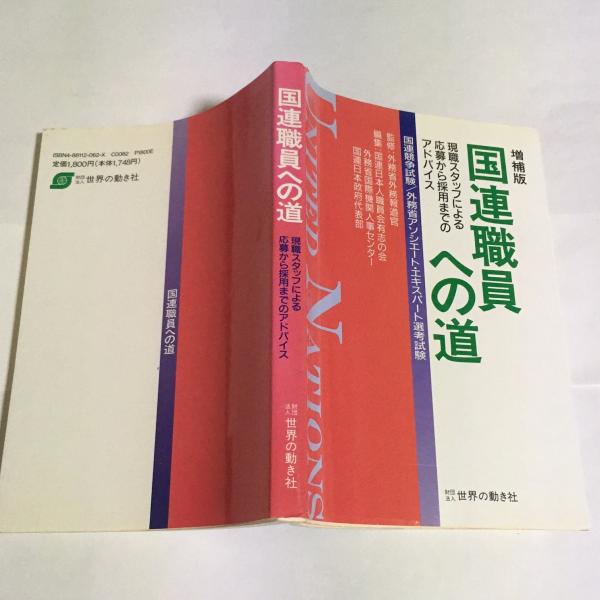 増補版
国連職員
への道
現職スタッフによる
応募から採用までの
アドバイス
国連競争試験/外務省アソシエート・エキスパート選考試験
監修・外務省外務報道官
編集・国連日本人職員会有志の会
外務省国際機関人事センター
国連日本政府代表部
UNITED NATIONS
財団法人 世界の動き社
国連職員への道
現職スタッフによる
応募から採用までのアドバイス
財団法人 世界の動き社
ISBN4-88112-062-X C0082 P1800E
定価1,800円(本体1,748円)
財団法人 世界の動き社
国連職員への道